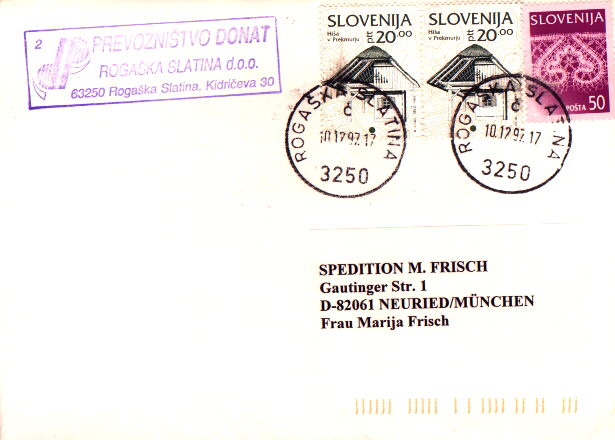 2
PREVOZNIŠTVO DONAT
ROGAŠKA SLATINA d.o.o.
63250 Rogaška Slatina, Kidričeva 30
SLOVENIJA
Hiša
v Prekmurju
ptt 20.00
SLOVENIJA
Hiša
v Prekmurju
ptt 20.00
SLOVENIJA
POŠTA 50
ROGAŠKA SLATINA
č
10.12.97.17
3250
ROGAŠKA SLATINA
č
10.12.97.17
3250
SPEDITION M. FRISCH
Gautinger Str. 1
D-82061 NEURIED/MÜNCHEN
Frau Marija Frisch